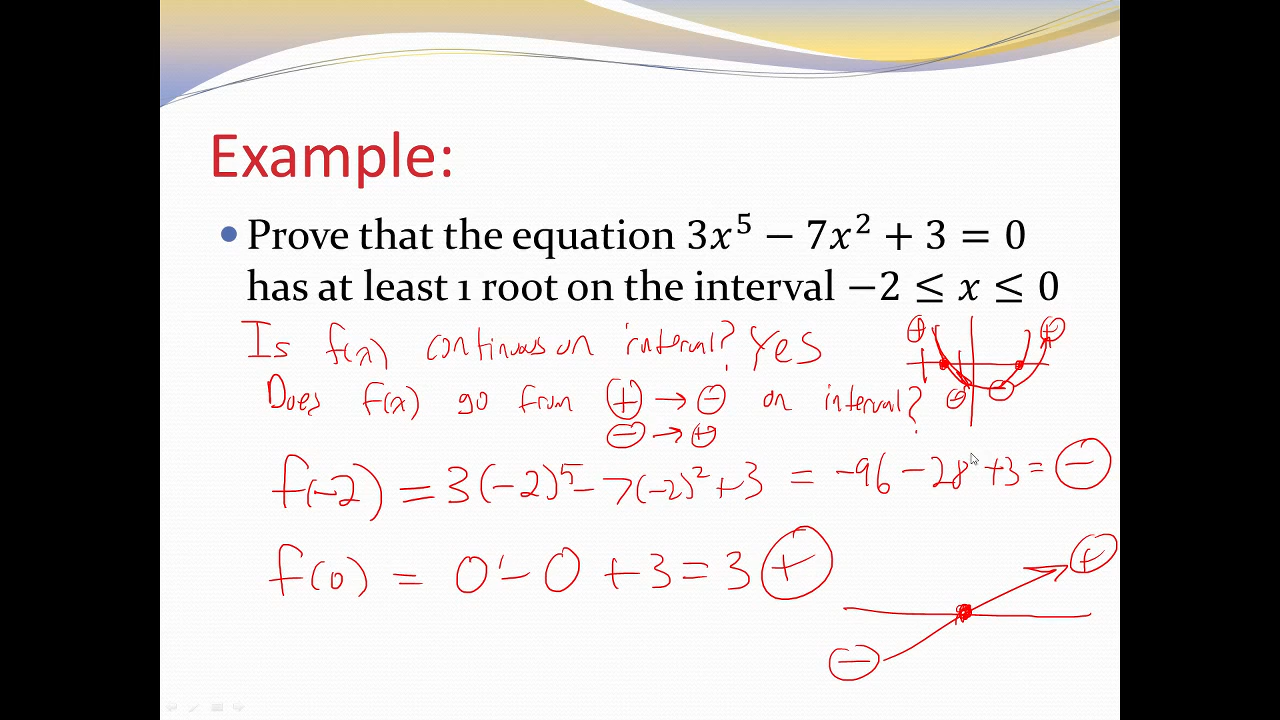 Example:
• Prove that the equation 3x⁵ − 7x² + 3 = 0
has at least 1 root on the interval −2 ≤ x ≤ 0
Is f(x) continuous on interval? Yes
Does f(x) go from ⊕ → ⊖ on interval?
⊖ → ⊕
f(-2) = 3(-2)⁵ - 7(-2)² + 3 = -96 - 28 + 3 = ⊖
f(0) = 0 - 0 + 3 = 3 ⊕